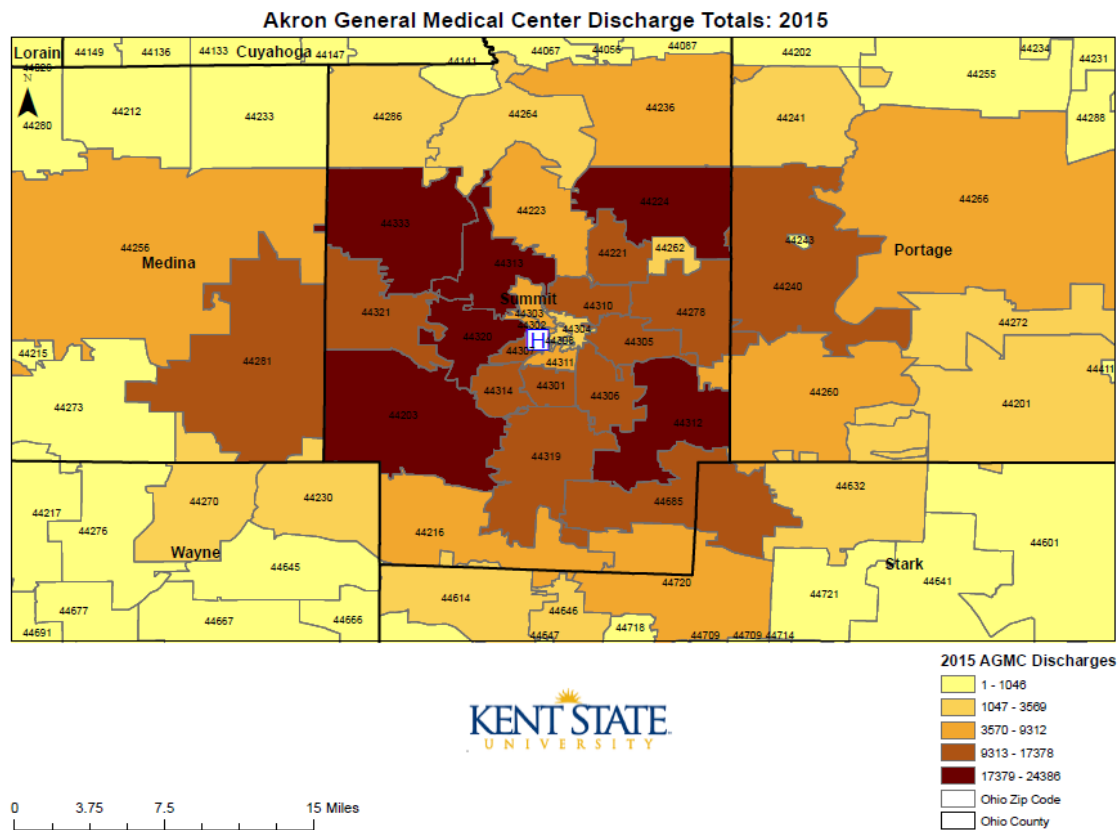 Akron General Medical Center Discharge Totals: 2015
Lorain 44149 44136 44133 Cuyahoga 44147 44067 44087 44202 44234 44231
44141 44255
N
44280 44212 44233 44286 44264 44236 44241 44288
44333 44223 44224 44266
44256 44262 44243
Medina 44313 44221 Portage
44240
Summit
44321 44303 44310 44278 44272
44320 44304 44305
H
44215 44281 44311 44411
44273 44203 44314 44301 44306 44260 44201
44312
44319
44217 44270 44230 44685 44632
44276 44216 44601
Wayne Stark
44645 44720 44641
44677 44614 44646 44721
44691 44667 44666 44647 44718 44709 44709 44714
2015 AGMC Discharges
1 - 1046
1047 - 3569
3570 - 9312
9313 - 17378
17379 - 24386
Ohio Zip Code
Ohio County
KENT STATE
UNIVERSITY
0 3.75 7.5 15 Miles